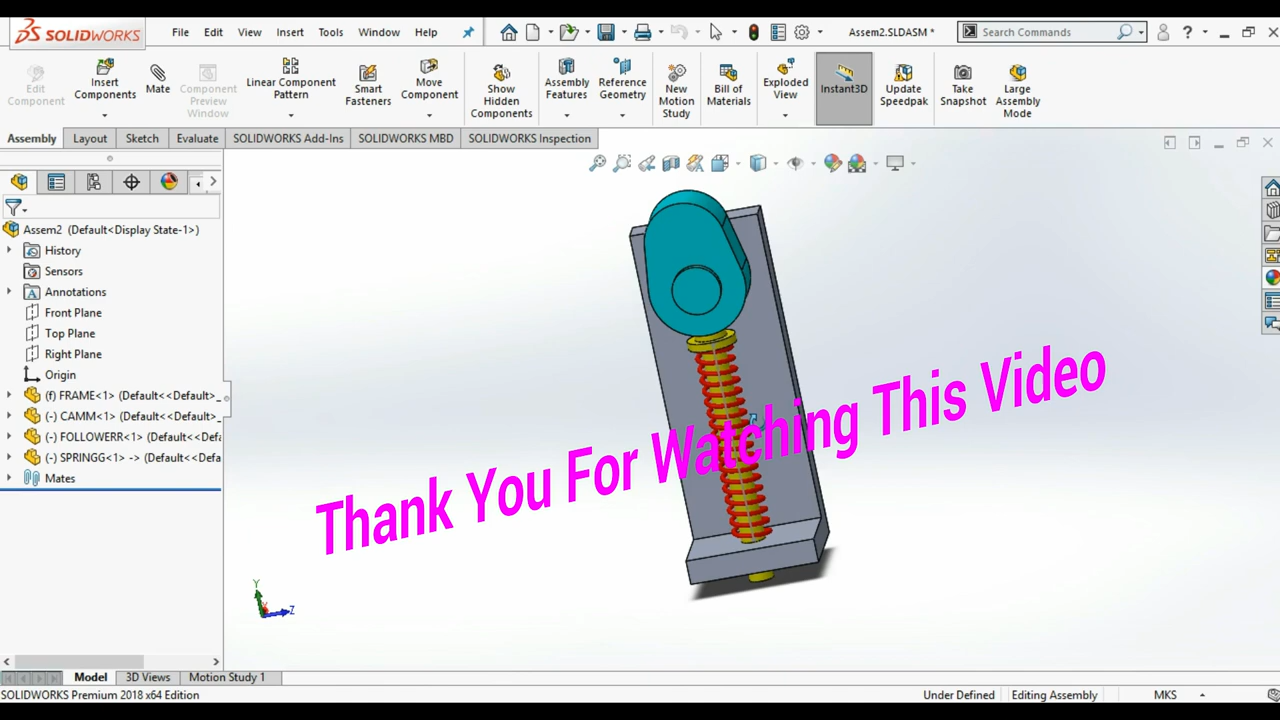 SOLIDWORKS File Edit View Insert Tools Window Help Assem2.SLDASM * Search Commands ?
Edit Component
Insert Components
Mate
Component Preview Window
Linear Component Pattern
Smart Fasteners
Move Component
Show Hidden Components
Assembly Features
Reference Geometry
New Motion Study
Bill of Materials
Exploded View
Instant3D
Update Speedpak
Take Snapshot
Large Assembly Mode
Assembly Layout Sketch Evaluate SOLIDWORKS Add-Ins SOLIDWORKS MBD SOLIDWORKS Inspection
Assem2 (Default<Display State-1>)
History
Sensors
Annotations
Front Plane
Top Plane
Right Plane
Origin
(f) FRAME<1> (Default<<Default>_
(-) CAMM<1> (Default<<Default>_
(-) FOLLOWERR<1> (Default<<Defa
(-) SPRINGG<1> -> (Default<<Defa
Mates
Thank You For Watching This Video
Y
Z
Model 3D Views Motion Study 1
SOLIDWORKS Premium 2018 x64 Edition Under Defined Editing Assembly MKS